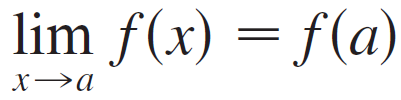 lim f(x) = f(a)
x→a